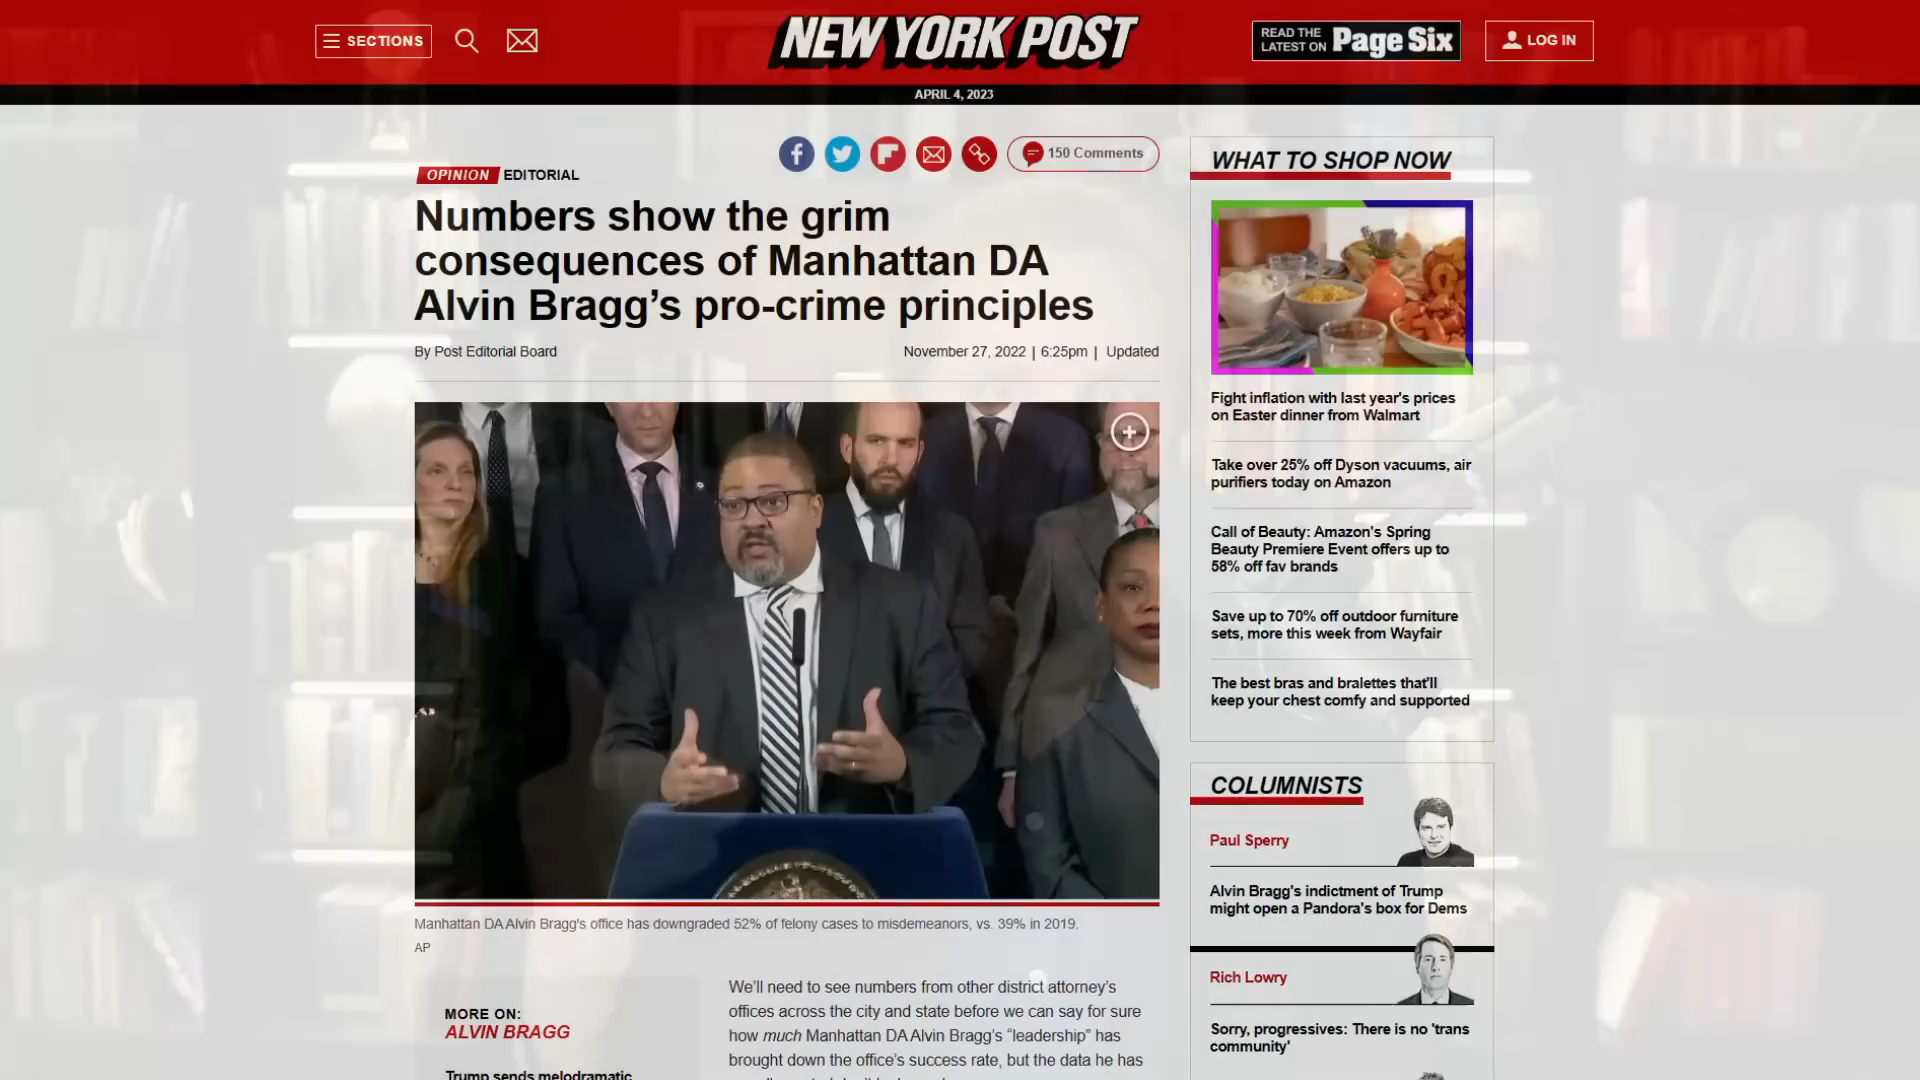 SECTIONS
NEW YORK POST
READ THE
LATEST ON
Page Six
LOG IN
APRIL 4, 2023
150 Comments
OPINION EDITORIAL
Numbers show the grim
consequences of Manhattan DA
Alvin Bragg’s pro-crime principles
By Post Editorial Board
November 27, 2022 | 6:25pm | Updated
Manhattan DA Alvin Bragg's office has downgraded 52% of felony cases to misdemeanors, vs. 39% in 2019.
AP
MORE ON:
ALVIN BRAGG
Trump sends melodramatic
We’ll need to see numbers from other district attorney’s
offices across the city and state before we can say for sure
how much Manhattan DA Alvin Bragg’s “leadership” has
brought down the office’s success rate, but the data he has
WHAT TO SHOP NOW
Fight inflation with last year's prices
on Easter dinner from Walmart
Take over 25% off Dyson vacuums, air
purifiers today on Amazon
Call of Beauty: Amazon's Spring
Beauty Premiere Event offers up to
58% off fav brands
Save up to 70% off outdoor furniture
sets, more this week from Wayfair
The best bras and bralettes that'll
keep your chest comfy and supported
COLUMNISTS
Paul Sperry
Alvin Bragg's indictment of Trump
might open a Pandora's box for Dems
Rich Lowry
Sorry, progressives: There is no 'trans
community'